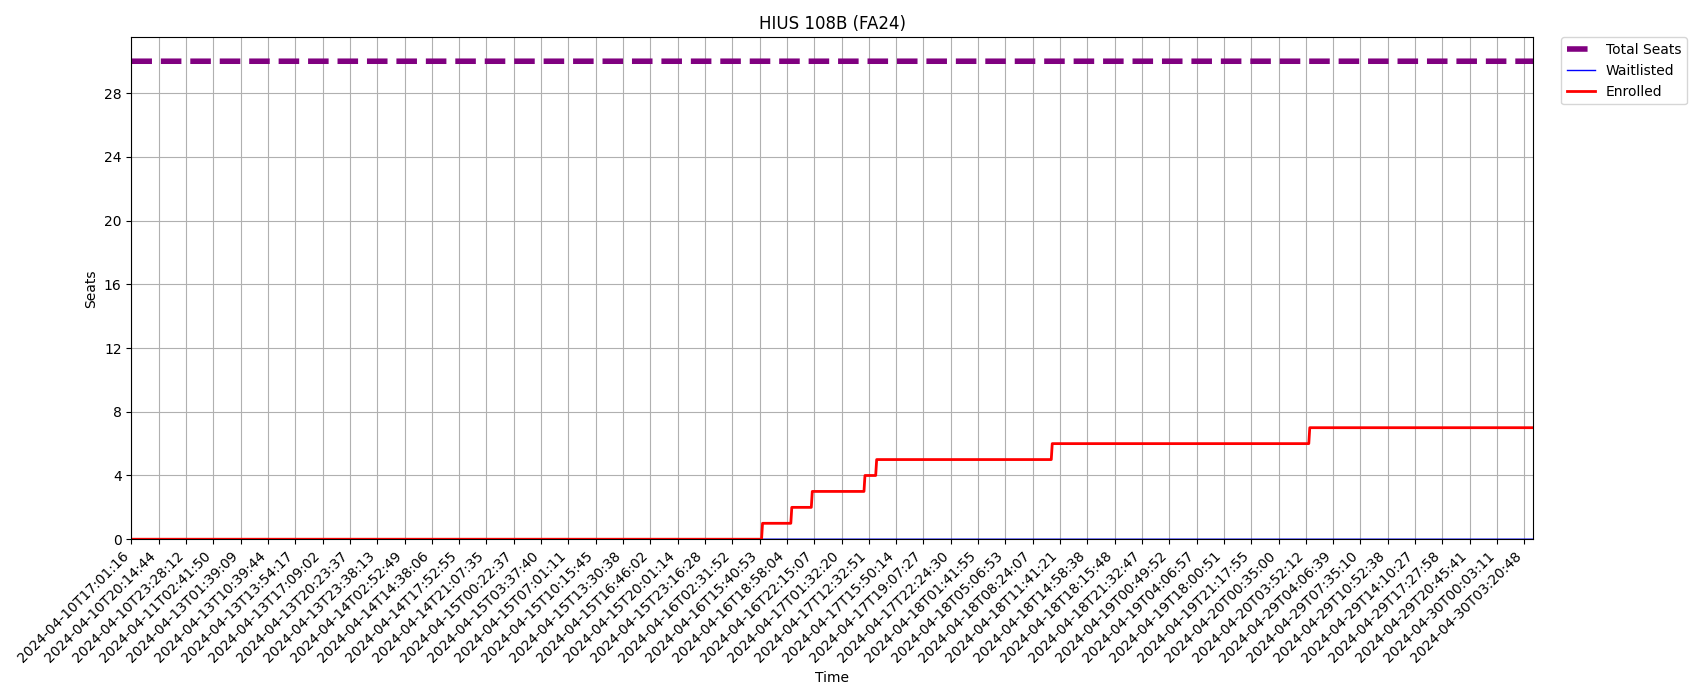 HIUS 108B (FA24)
Total Seats
Waitlisted
Enrolled
Seats
28
24
20
16
12
8
4
0
2024-04-10T17:01:16
2024-04-10T20:14:44
2024-04-10T23:28:12
2024-04-11T02:41:50
2024-04-13T01:39:09
2024-04-13T10:39:44
2024-04-13T13:54:17
2024-04-13T17:09:02
2024-04-13T20:23:37
2024-04-13T23:38:13
2024-04-14T02:52:49
2024-04-14T14:38:06
2024-04-14T17:52:55
2024-04-14T21:07:35
2024-04-15T00:22:37
2024-04-15T03:37:40
2024-04-15T07:01:11
2024-04-15T10:15:45
2024-04-15T13:30:38
2024-04-15T16:46:02
2024-04-15T20:01:14
2024-04-15T23:16:28
2024-04-16T02:31:52
2024-04-16T15:40:53
2024-04-16T18:58:04
2024-04-16T22:15:07
2024-04-17T01:32:20
2024-04-17T12:32:51
2024-04-17T15:50:14
2024-04-17T19:07:27
2024-04-17T22:24:30
2024-04-18T01:41:55
2024-04-18T05:06:53
2024-04-18T08:24:07
2024-04-18T11:41:21
2024-04-18T14:58:38
2024-04-18T18:15:48
2024-04-18T21:32:47
2024-04-19T00:49:52
2024-04-19T04:06:57
2024-04-19T18:00:51
2024-04-19T21:17:55
2024-04-20T00:35:00
2024-04-20T03:52:12
2024-04-29T04:06:39
2024-04-29T07:35:10
2024-04-29T10:52:38
2024-04-29T14:10:27
2024-04-29T17:27:58
2024-04-29T20:45:41
2024-04-30T00:03:11
2024-04-30T03:20:48
Time